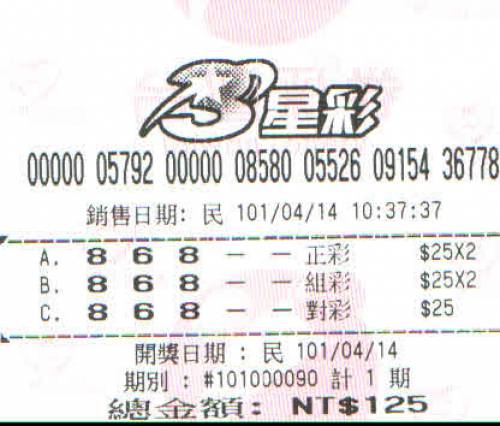 3星彩
00000 05792 00000 08580 05526 09154 36778
銷售日期: 民 101/04/14 10:37:37
A. 8 6 8 - - 正彩 $25X2
B. 8 6 8 - - 組彩 $25X2
C. 8 6 8 - - 對彩 $25
開獎日期 : 民 101/04/14
期別 : #101000090 計 1 期
總金額: NT$125